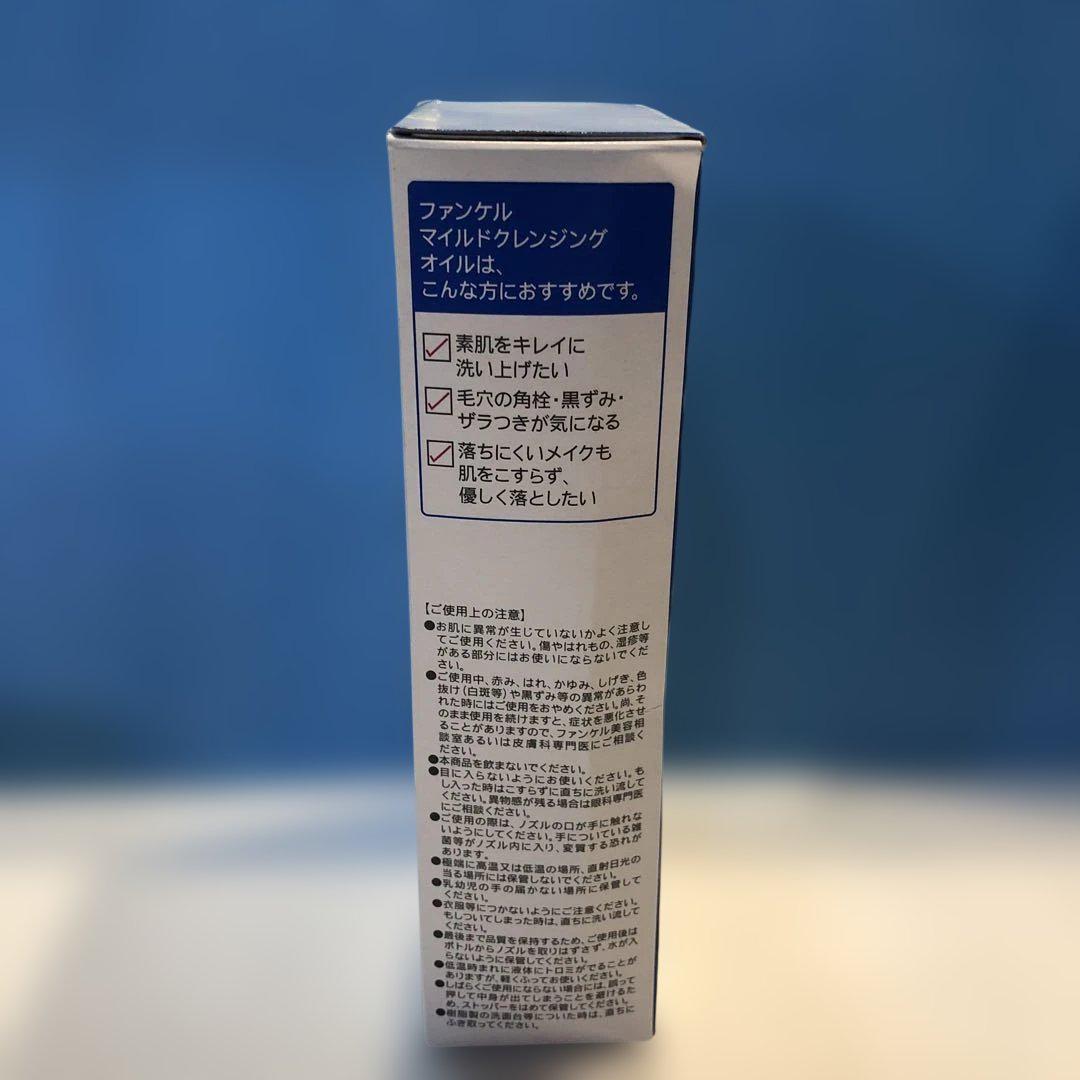 ファンケル
マイルドクレンジング
オイルは、
こんな方におすすめです。
素肌をキレイに
洗い上げたい
毛穴の角栓・黒ずみ・
ザラつきが気になる
落ちにくいメイクも
肌をこすらず、
優しく落としたい
【ご使用上の注意】
●お肌に異常が生じていないかよく注意し
てご使用ください。傷やはれもの、湿疹等
がある部分にはお使いにならないでくだ
さい。
●ご使用中、赤み、はれ、かゆみ、しげき、色
抜け(白斑等)や黒ずみ等の異常があらわ
れた時にはご使用をおやめください。尚、そ
のまま使用を続けますと、症状を悪化させ
ることがありますので、ファンケル美容相
談室あるいは皮膚科専門医にご相談く
ださい。
●本商品を飲まないでください。
●目に入らないようにお使いください。も
し入った時はこすらずに直ちに洗い流して
ください。異物感が残る場合は眼科専門医
にご相談ください。
●ご使用の際は、ノズルの口が手に触れな
いようにしてください。手についている雑
菌等がノズル内に入り、変質する恐れが
あります。
●極端に高温又は低温の場所、直射日光の
当る場所には保管しないでください。
●乳幼児の手の届かない場所に保管して
ください。
●衣服等につかないようにご注意ください。
もしついてしまった時は、直ちに洗い流して
ください。
●最後まで品質を保持するため、ご使用後は
ボトルからノズルを取りはずさず、水が入
らないように保管してください。
●低温時まれに液体にトロミがでることが
ありますが、軽くふってお使いください。
●しばらくご使用にならない場合には、誤って
押して中身が出てしまうことを避けるた
め、ストッパーをはめて保管してください。
●樹脂製の洗面台等についた時は、直ちに
ふき取ってください。